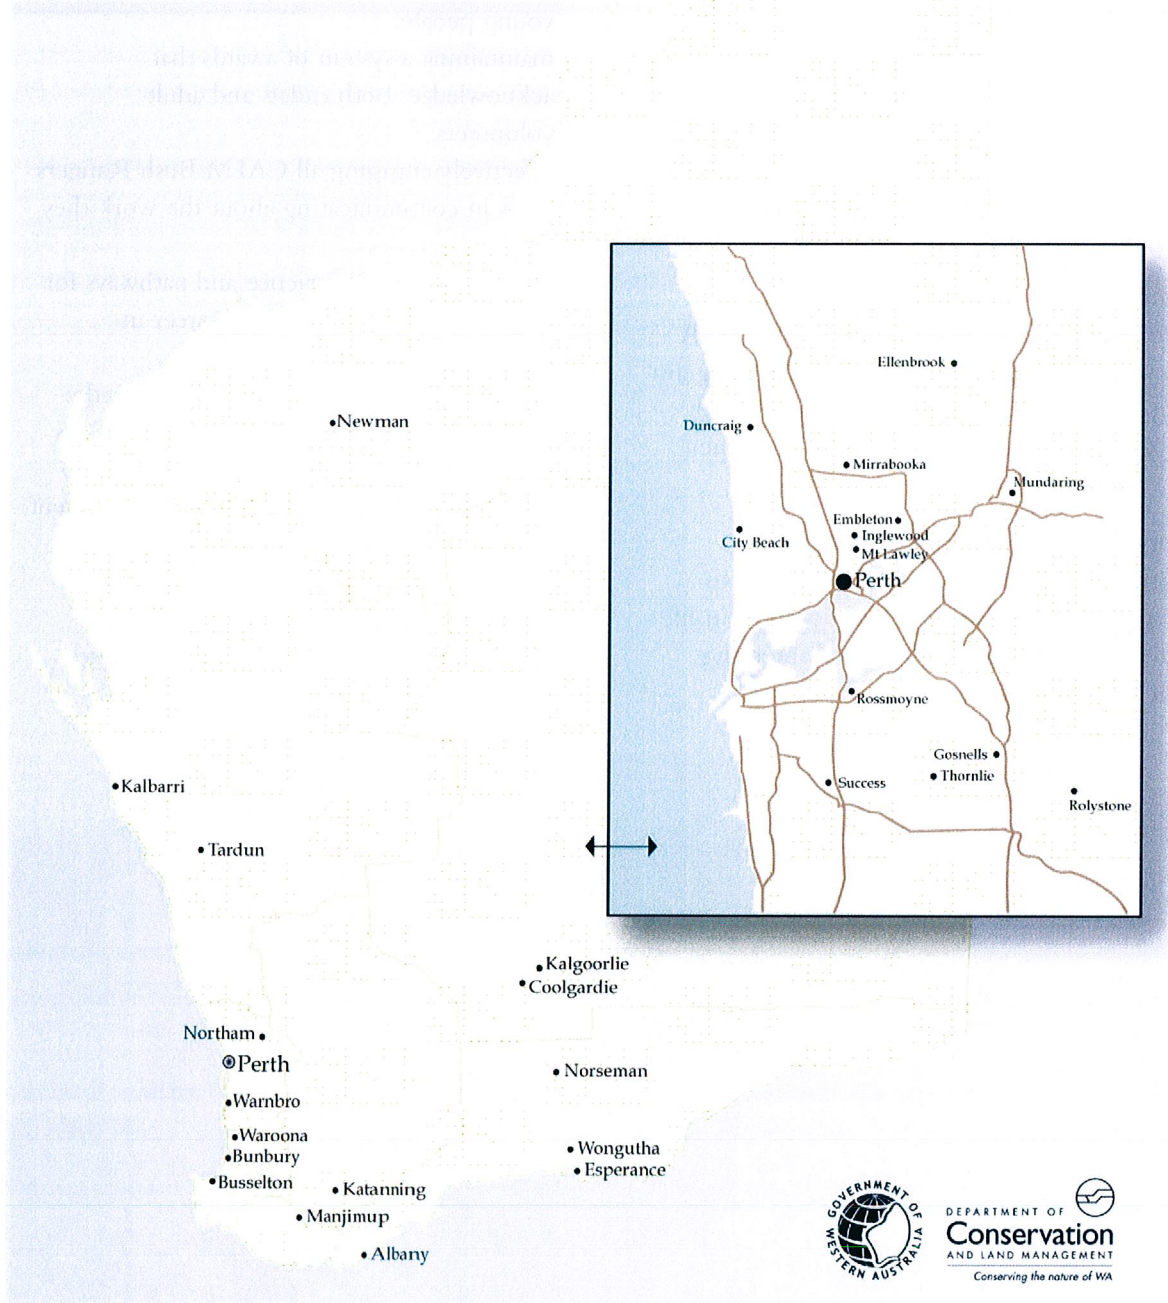 Newman
Kalbarri
Tardun
Kalgoorlie
Coolgardie
Northam
Perth
Norseman
Warnbro
Waroona
Bunbury
Busselton
Wongutha
Esperance
Katanning
Manjimup
Albany
Ellenbrook
Duncraig
Mirrabooka
Mundaring
Embleton
Inglewood
City Beach
Mt Lawley
Perth
Rossmoyne
Gosnells
Thornlie
Success
Rolystone
GOVERNMENT OF
WESTERN AUSTRALIA
DEPARTMENT OF
Conservation
AND LAND MANAGEMENT
Conserving the nature of WA